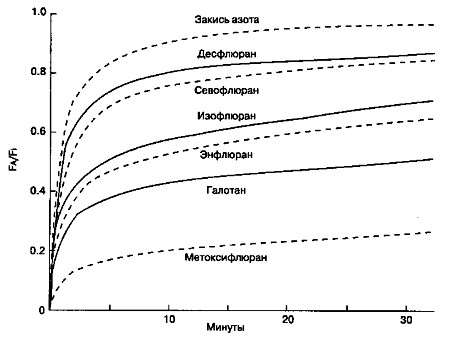 1.0
Закись азота
Десфлюран
0.8
Севофлюран
Изофлюран
0.6
FA/Fi
Энфлюран
0.4
Галотан
0.2
Метоксифлюран
0
10
20
30
Минуты